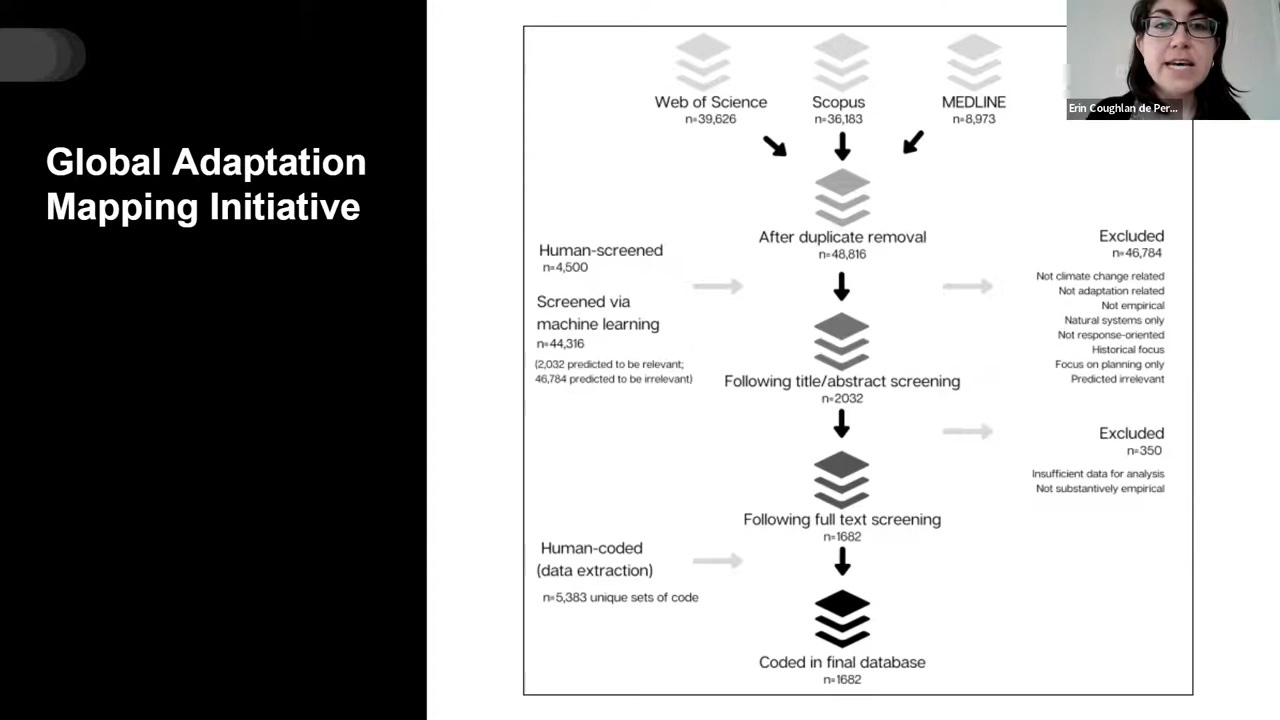 Global Adaptation
Mapping Initiative
Web of Science
n=39,626
Scopus
n=36,183
MEDLINE
n=8,973
Erin Coughlan de Per...
After duplicate removal
n=48,816
Human-screened
n=4,500
Screened via
machine learning
n=44,316
(2,032 predicted to be relevant;
46,784 predicted to be irrelevant)
Excluded
n=46,784
Not climate change related
Not adaptation related
Not empirical
Natural systems only
Not response-oriented
Historical focus
Focus on planning only
Predicted irrelevant
Following title/abstract screening
n=2032
Excluded
n=350
Insufficient data for analysis
Not substantively empirical
Following full text screening
n=1682
Human-coded
(data extraction)
n=5,383 unique sets of code
Coded in final database
n=1682